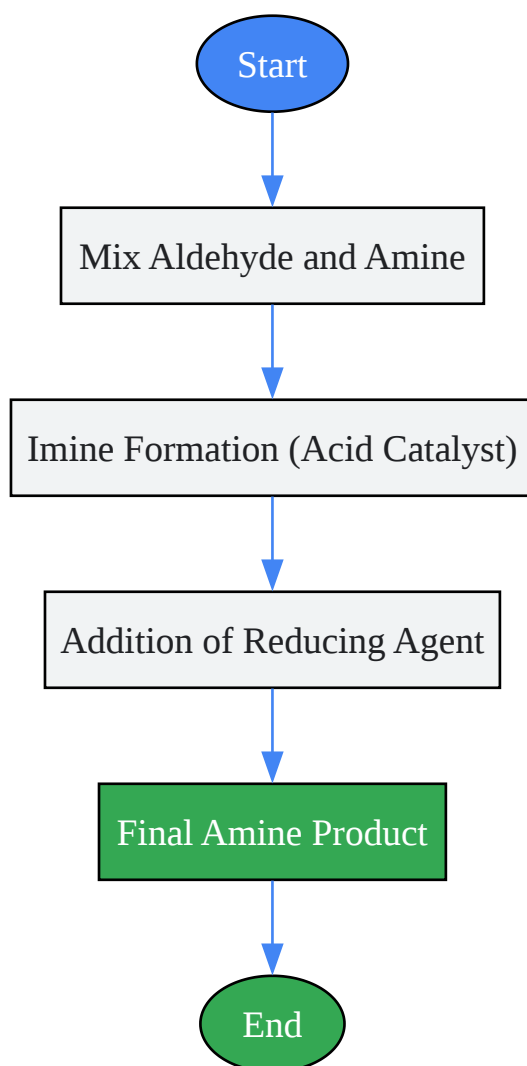 Start
Mix Aldehyde and Amine
Imine Formation (Acid Catalyst)
Addition of Reducing Agent
Final Amine Product
End